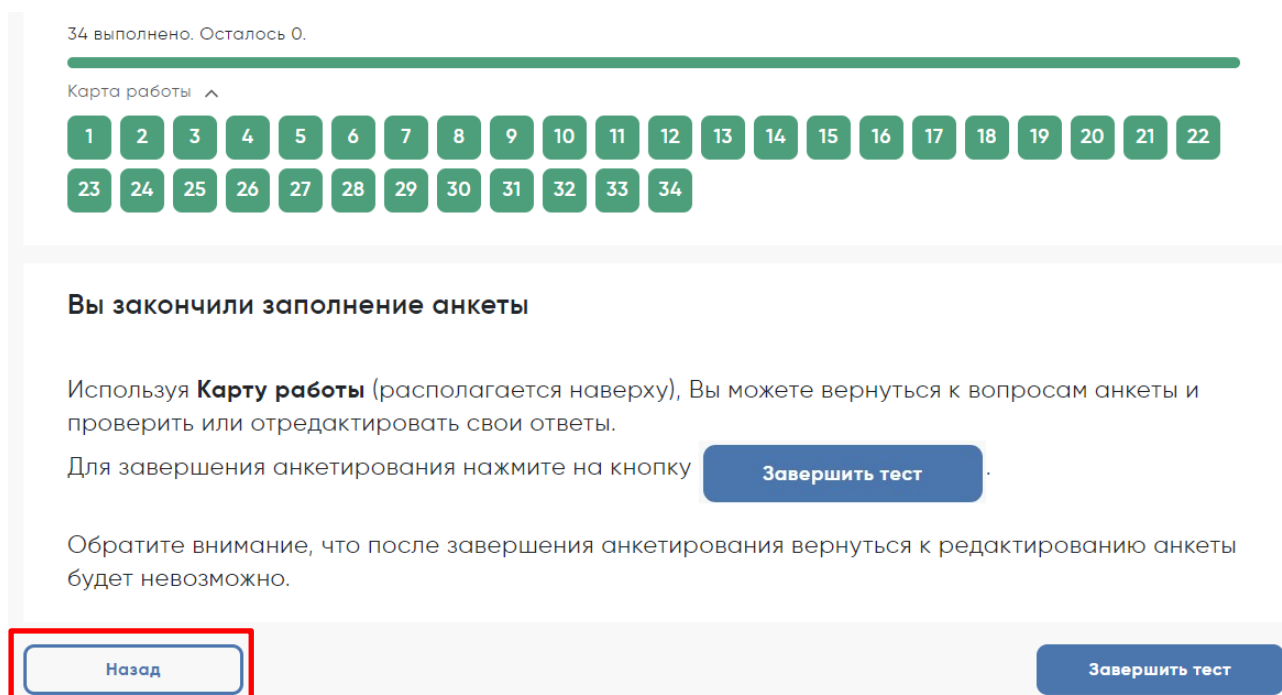 34 выполнено. Осталось 0.
Карта работы
1 2 3 4 5 6 7 8 9 10 11 12 13 14 15 16 17 18 19 20 21 22
23 24 25 26 27 28 29 30 31 32 33 34
Вы закончили заполнение анкеты
Используя Карту работы (располагается наверху), Вы можете вернуться к вопросам анкеты и
проверить или отредактировать свои ответы.
Для завершения анкетирования нажмите на кнопку Завершить тест .
Обратите внимание, что после завершения анкетирования вернуться к редактированию анкеты
будет невозможно.
Назад Завершить тест